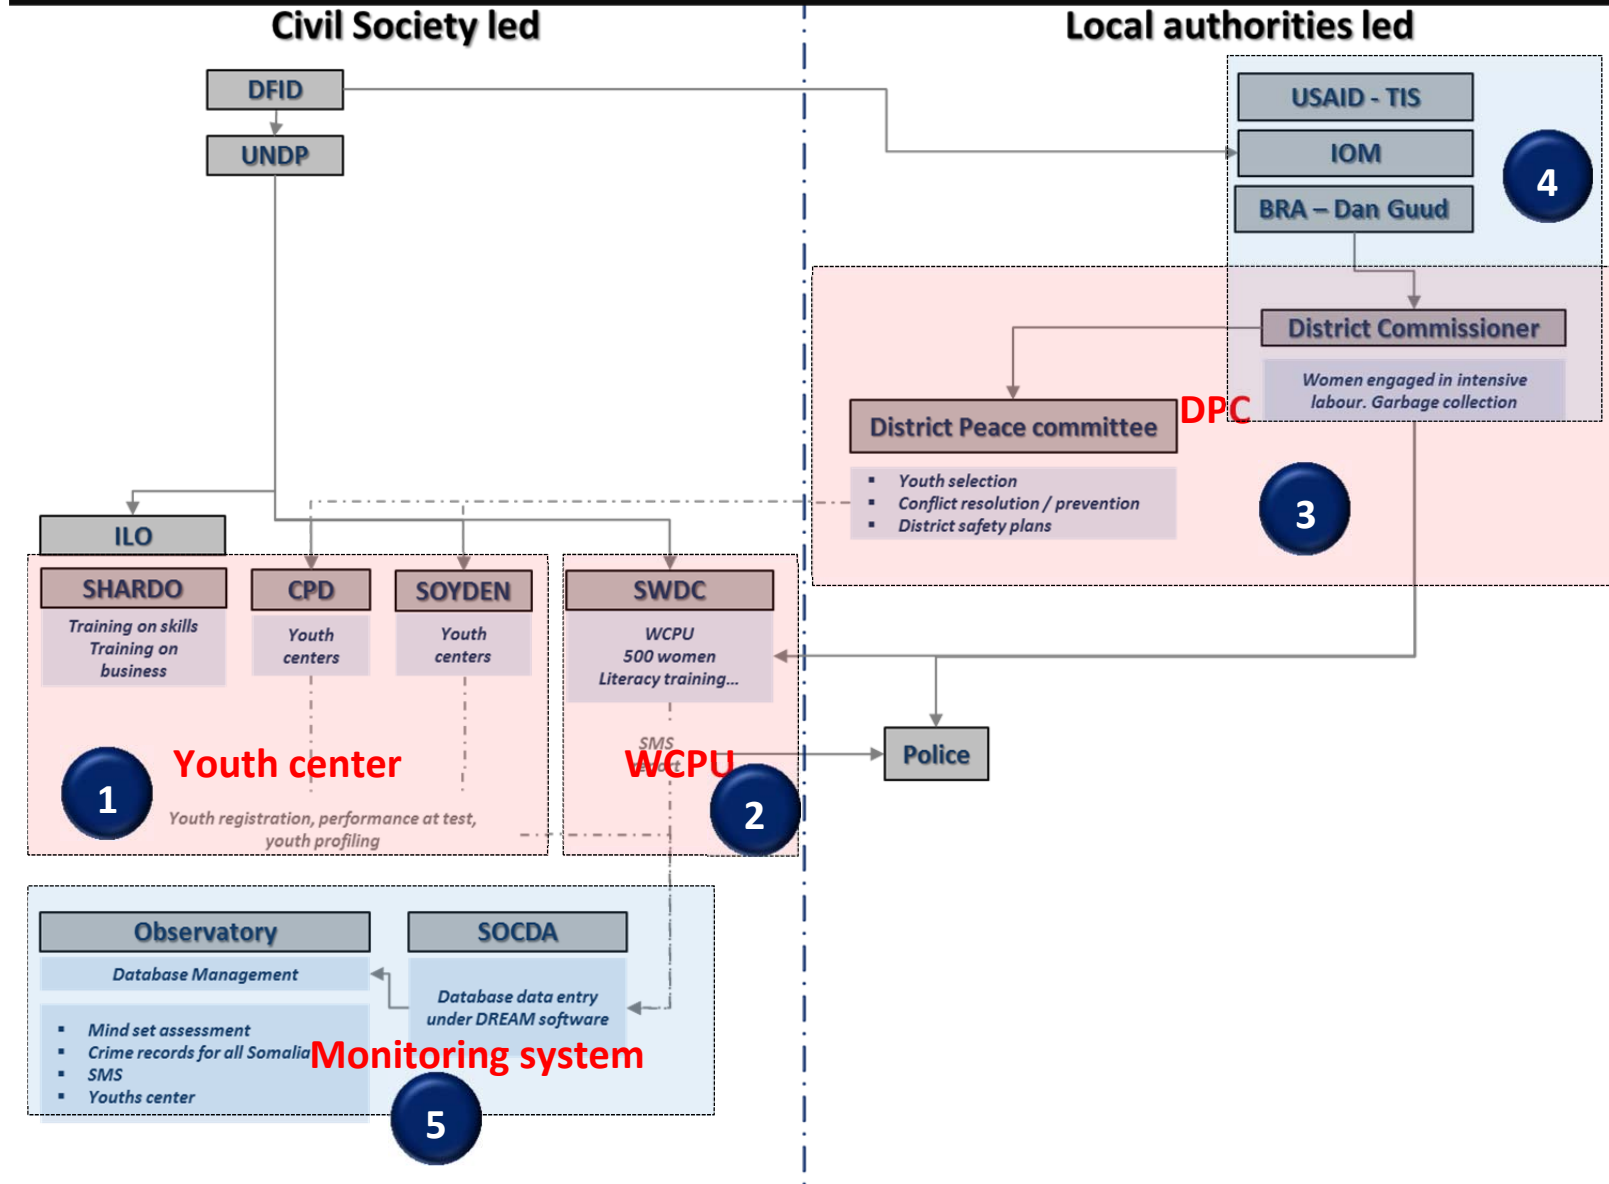 Civil Society led
Local authorities led
DFID
UNDP
USAID - TIS
IOM
BRA – Dan Guud
4
District Commissioner
Women engaged in intensive
labour. Garbage collection
DPC
District Peace committee
▪ Youth selection
▪ Conflict resolution / prevention
▪ District safety plans
3
ILO
SHARDO
Training on skills
Training on
business
CPD
Youth
centers
SOYDEN
Youth
centers
SWDC
WCPU
500 women
Literacy training...
SMS
report
WCPU
Police
Youth center
1
2
Youth registration, performance at test,
youth profiling
Observatory
Database Management
SOCDA
Database data entry
under DREAM software
▪ Mind set assessment
▪ Crime records for all Somalia
▪ SMS
▪ Youths center
Monitoring system
5